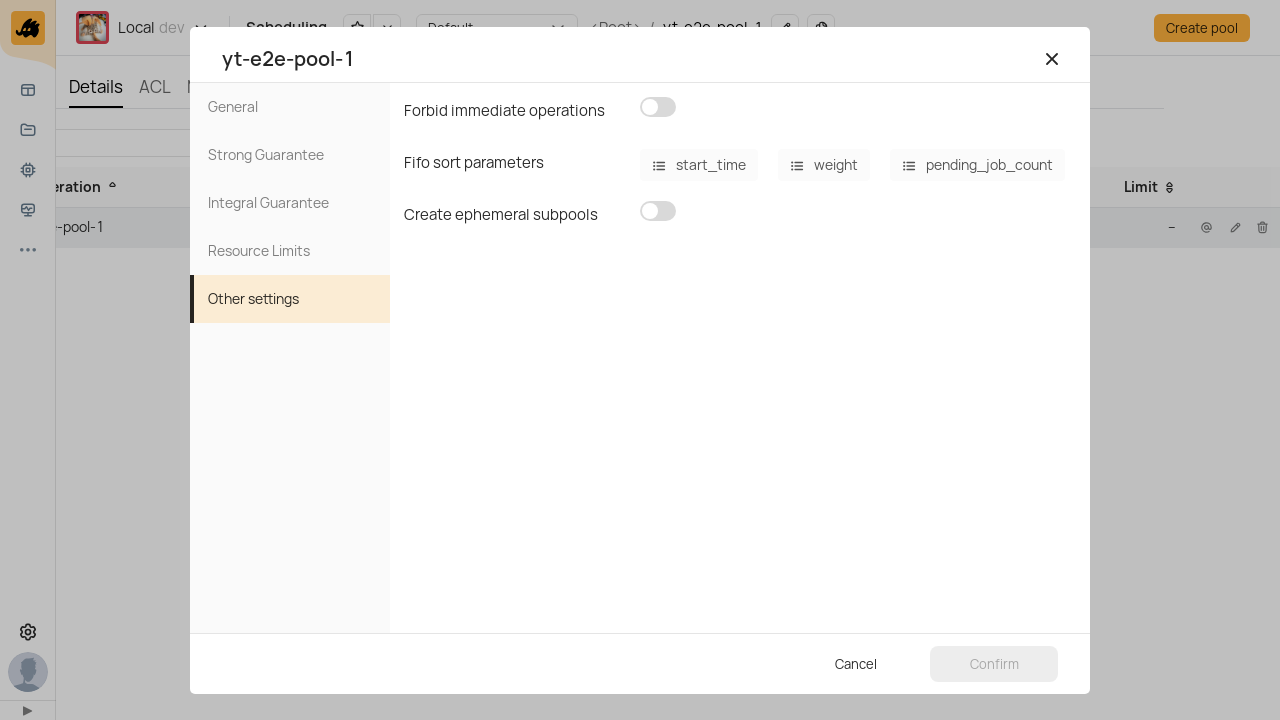 Local dev
Scheduling
Default
<Root> / yt-e2e-pool-1
Create pool
Details ACL
yt-e2e-pool-1
General
Strong Guarantee
Integral Guarantee
Resource Limits
Other settings
Forbid immediate operations
Fifo sort parameters
start_time
weight
pending_job_count
Create ephemeral subpools
Limit
-pool-1
–
Cancel
Confirm